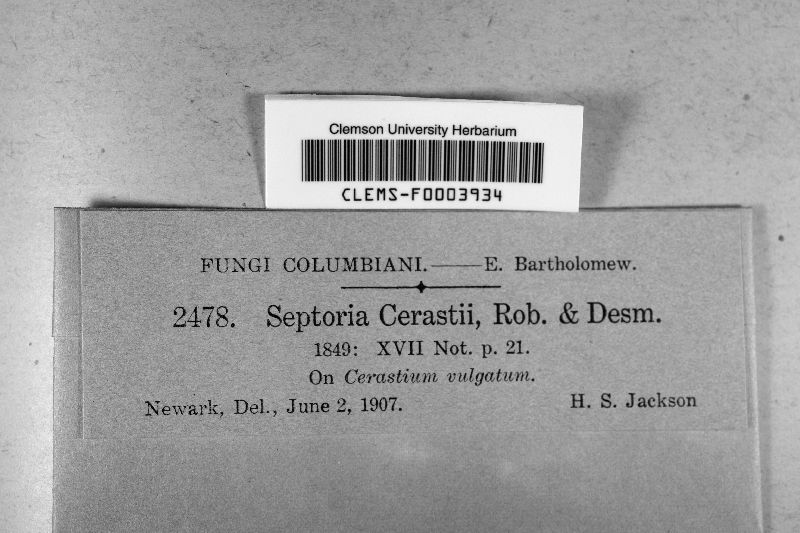 Clemson University Herbarium
CLEMS-F0003934
FUNGI COLUMBIANI.——E. Bartholomew.
2478. Septoria Cerastii, Rob. & Desm.
1849: XVII Not. p. 21.
On Cerastium vulgatum.
Newark, Del., June 2, 1907. H. S. Jackson